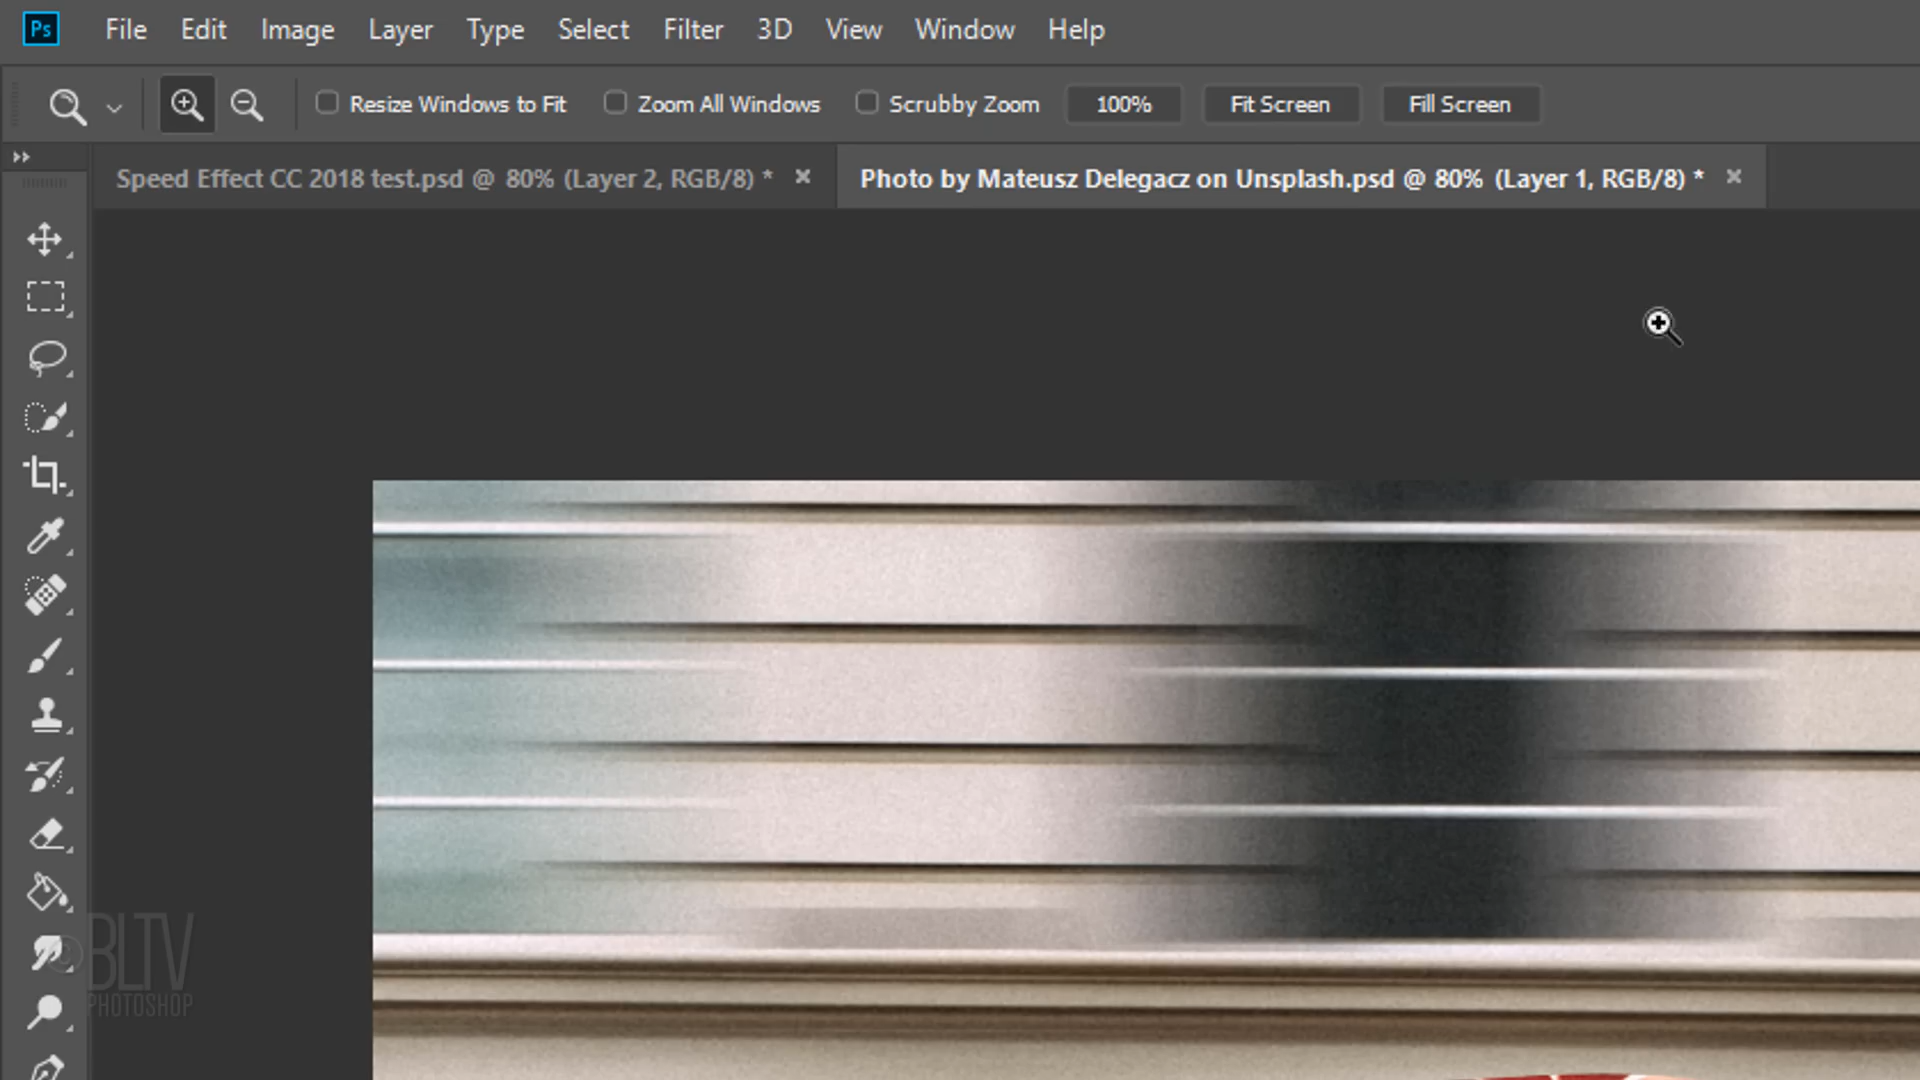 Ps File Edit Image Layer Type Select Filter 3D View Window Help
Resize Windows to Fit Zoom All Windows Scrubby Zoom 100% Fit Screen Fill Screen
Speed Effect CC 2018 test.psd @ 80% (Layer 2, RGB/8) * Photo by Mateusz Delegacz on Unsplash.psd @ 80% (Layer 1, RGB/8) *
© BLTV
PHOTOSHOP